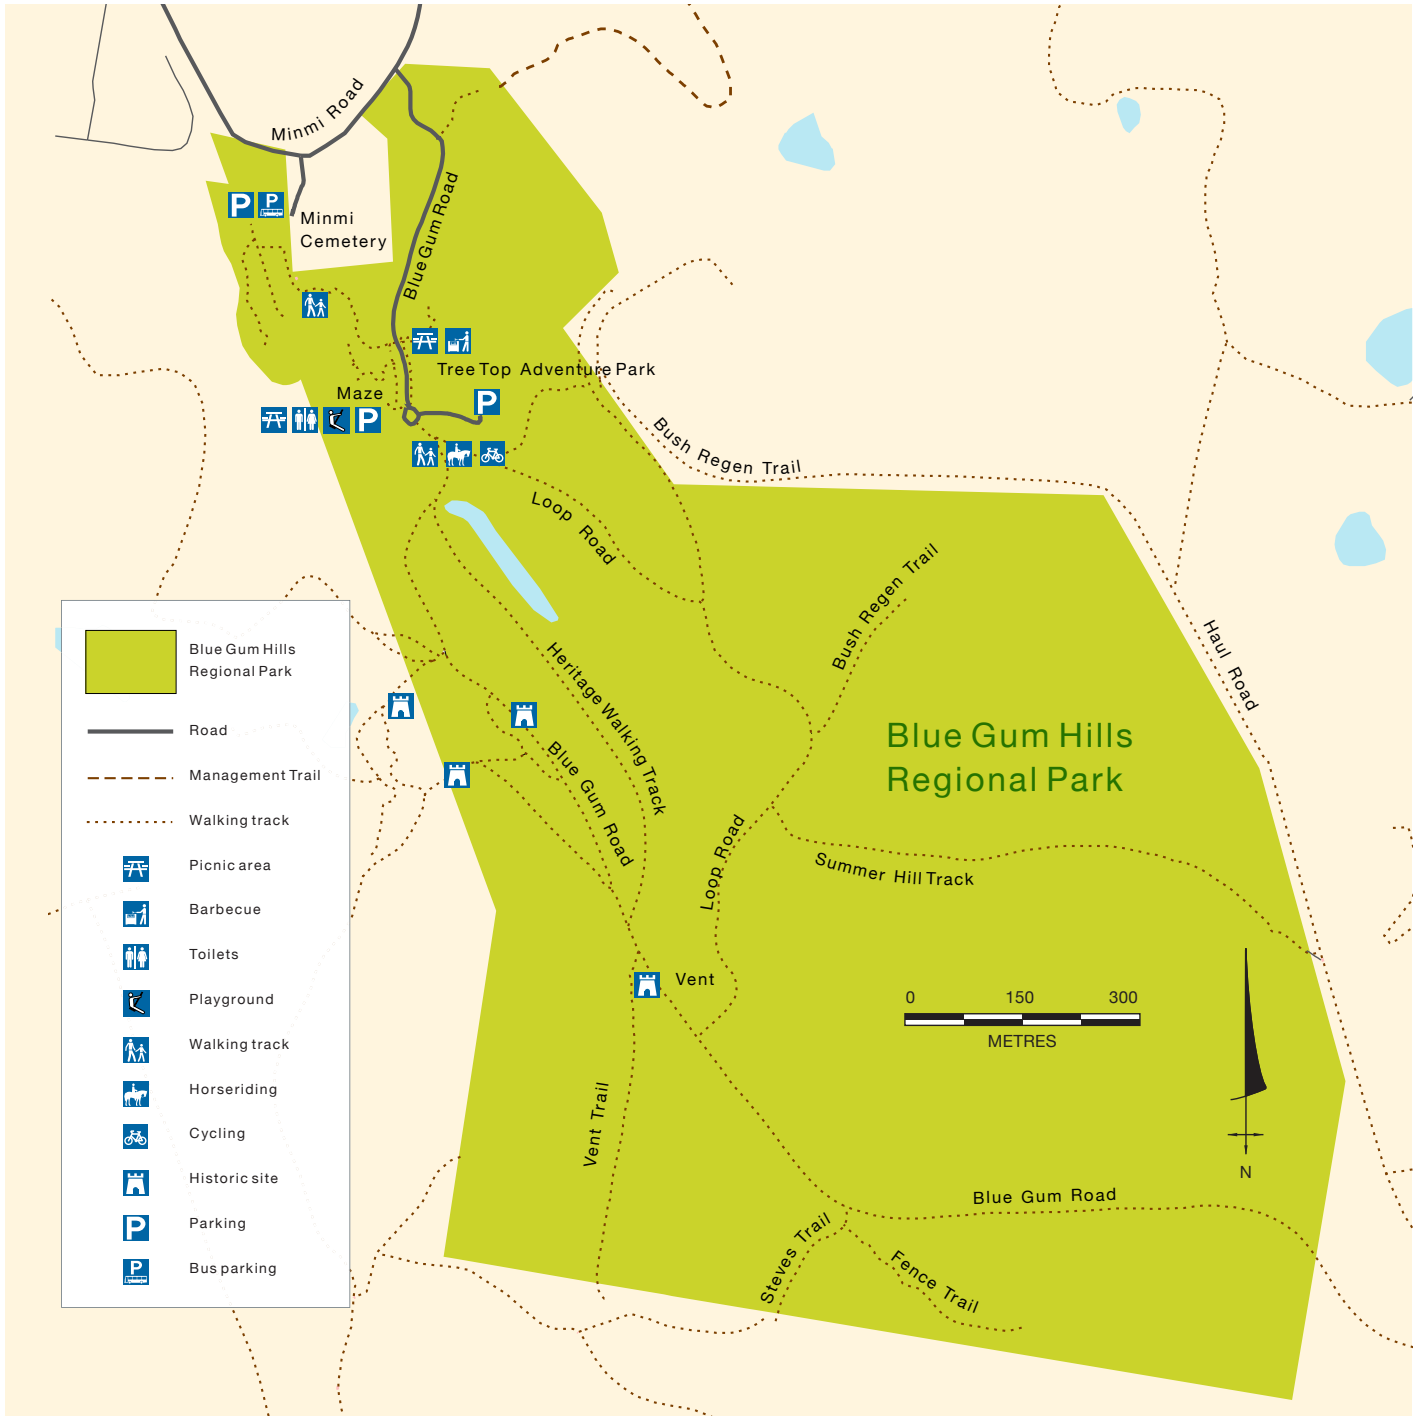 Minmi Road
Blue Gum Road
P
P
Minmi
Cemetery
Tree Top Adventure Park
Maze
P
P
Bush Regen Trail
Loop Road
Bush Regen Trail
Haul Road
Heritage Walking Track
Blue Gum Road
Blue Gum Hills
Regional Park
Loop Road
Summer Hill Track
Vent
0 150 300
METRES
N
Vent Trail
Blue Gum Road
Steves Trail
Fence Trail
Blue Gum Hills
Regional Park
Road
Management Trail
Walking track
Picnic area
Barbecue
Toilets
Playground
Walking track
Horseriding
Cycling
Historic site
P
Parking
P
Bus parking